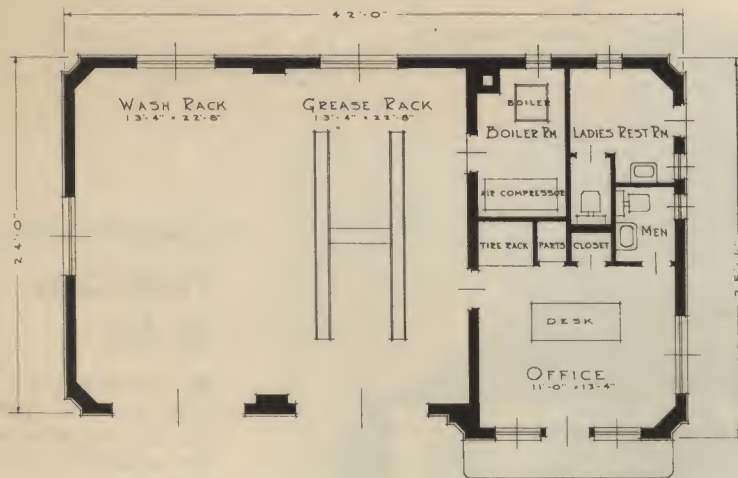 42'-0"
WASH RACK
13'-4" × 22'-8"
GREASE RACK
13'-4" × 22'-8"
BOILER
BOILER RM
LADIES REST RM
AIR COMPRESSOR
24'-0"
TIRE RACK
PARTS
CLOSET
MEN
DESK
OFFICE
11'-0" × 13'-4"